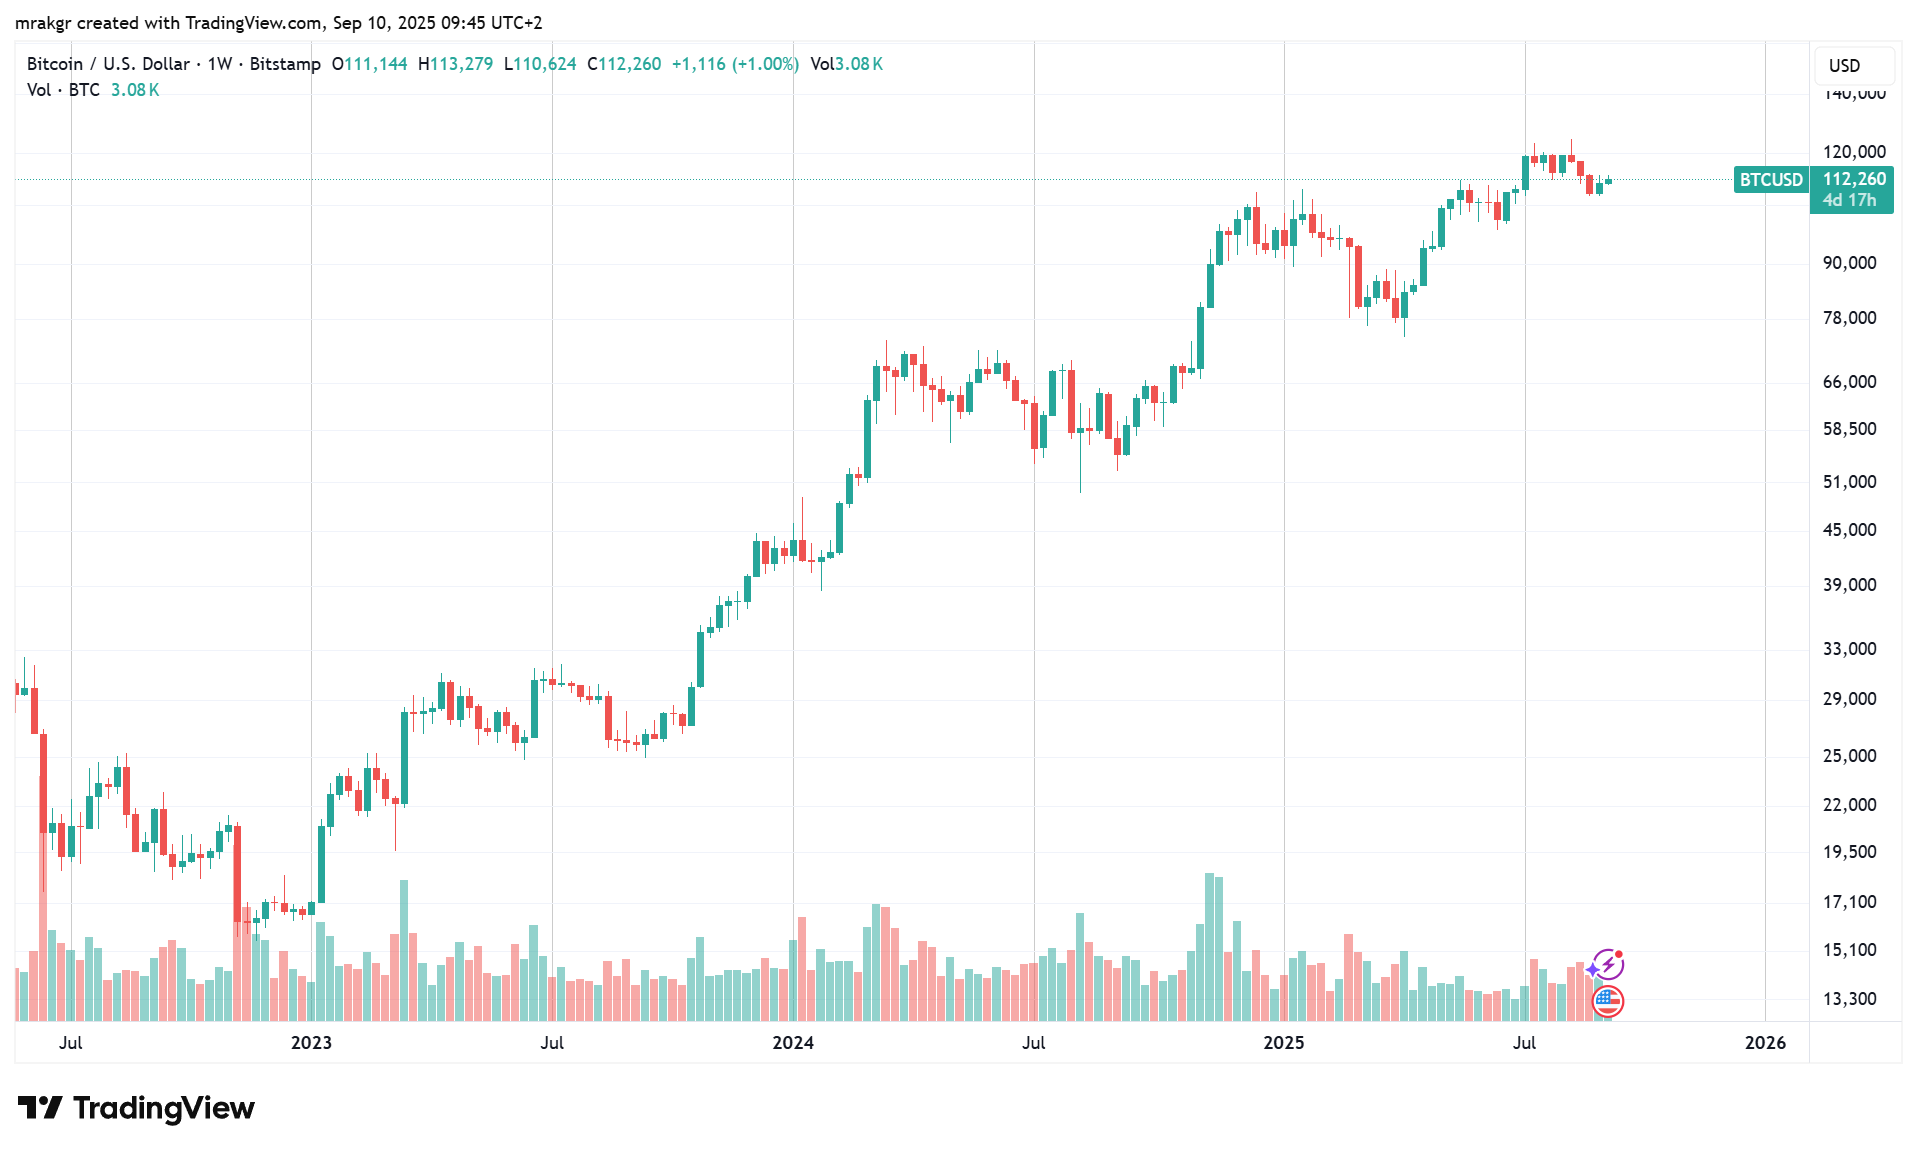 mrakgr created with TradingView.com, Sep 10, 2025 09:45 UTC+2
Bitcoin / U.S. Dollar · 1W · Bitstamp O111,144 H113,279 L110,624 C112,260 +1,116 (+1.00%) Vol3.08K
Vol · BTC 3.08K
USD
140,000
120,000
BTCUSD 112,260
4d 17h
90,000
78,000
66,000
58,500
51,000
45,000
39,000
33,000
29,000
25,000
22,000
19,500
17,100
15,100
13,300
Jul 2023 Jul 2024 Jul 2025 Jul 2026
TradingView